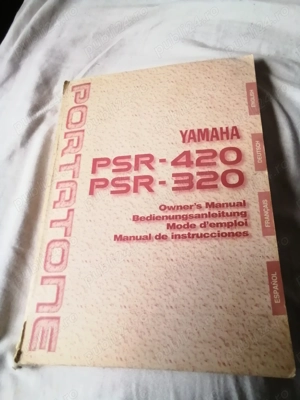 PORTATONE
YAMAHA
PSR-420
PSR-320
Owner's Manual
Bedienungsanleitung
Mode d'emploi
Manual de instrucciones
ENGLISH
DEUTSCH
FRANÇAIS
ESPAÑOL